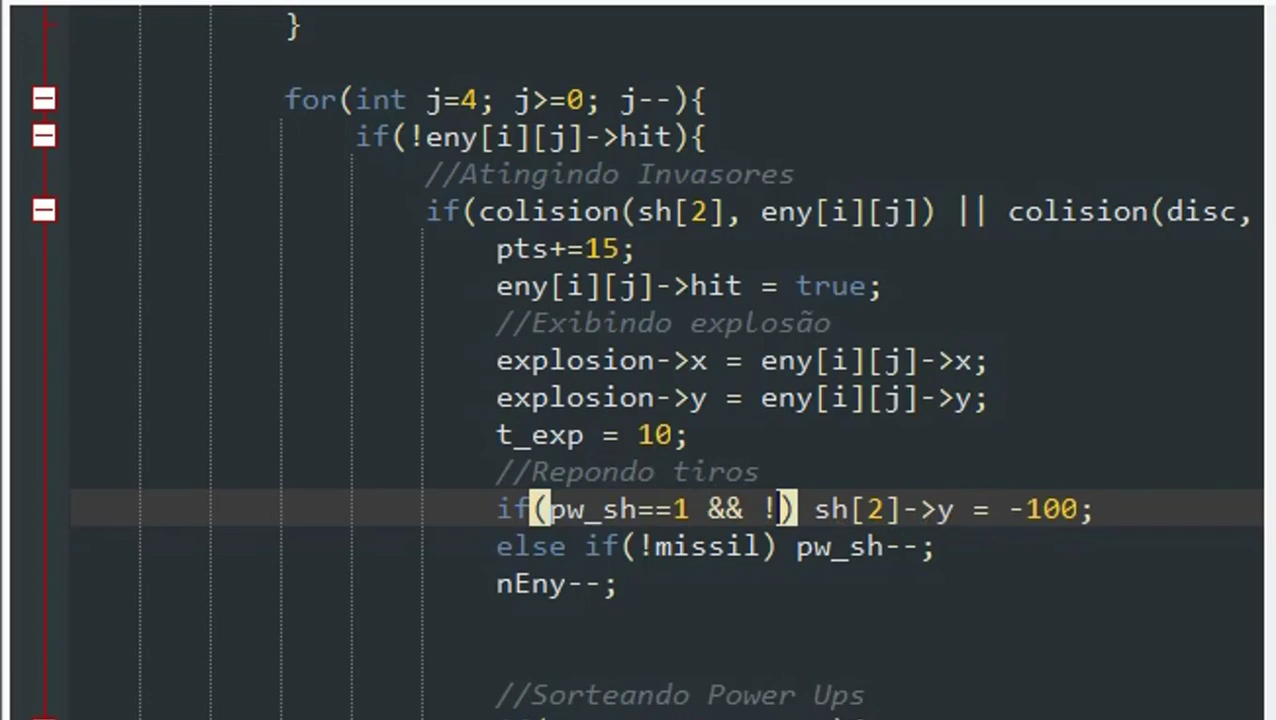 }
for(int j=4; j>=0; j--){
if(!eny[i][j]->hit){
//Atingindo Invasores
if(colision(sh[2], eny[i][j]) || colision(disc,
pts+=15;
eny[i][j]->hit = true;
//Exibindo explosão
explosion->x = eny[i][j]->x;
explosion->y = eny[i][j]->y;
t_exp = 10;
//Repondo tiros
if(pw_sh==1 && !) sh[2]->y = -100;
else if(!missil) pw_sh--;
nEny--;
//Sorteando Power Ups